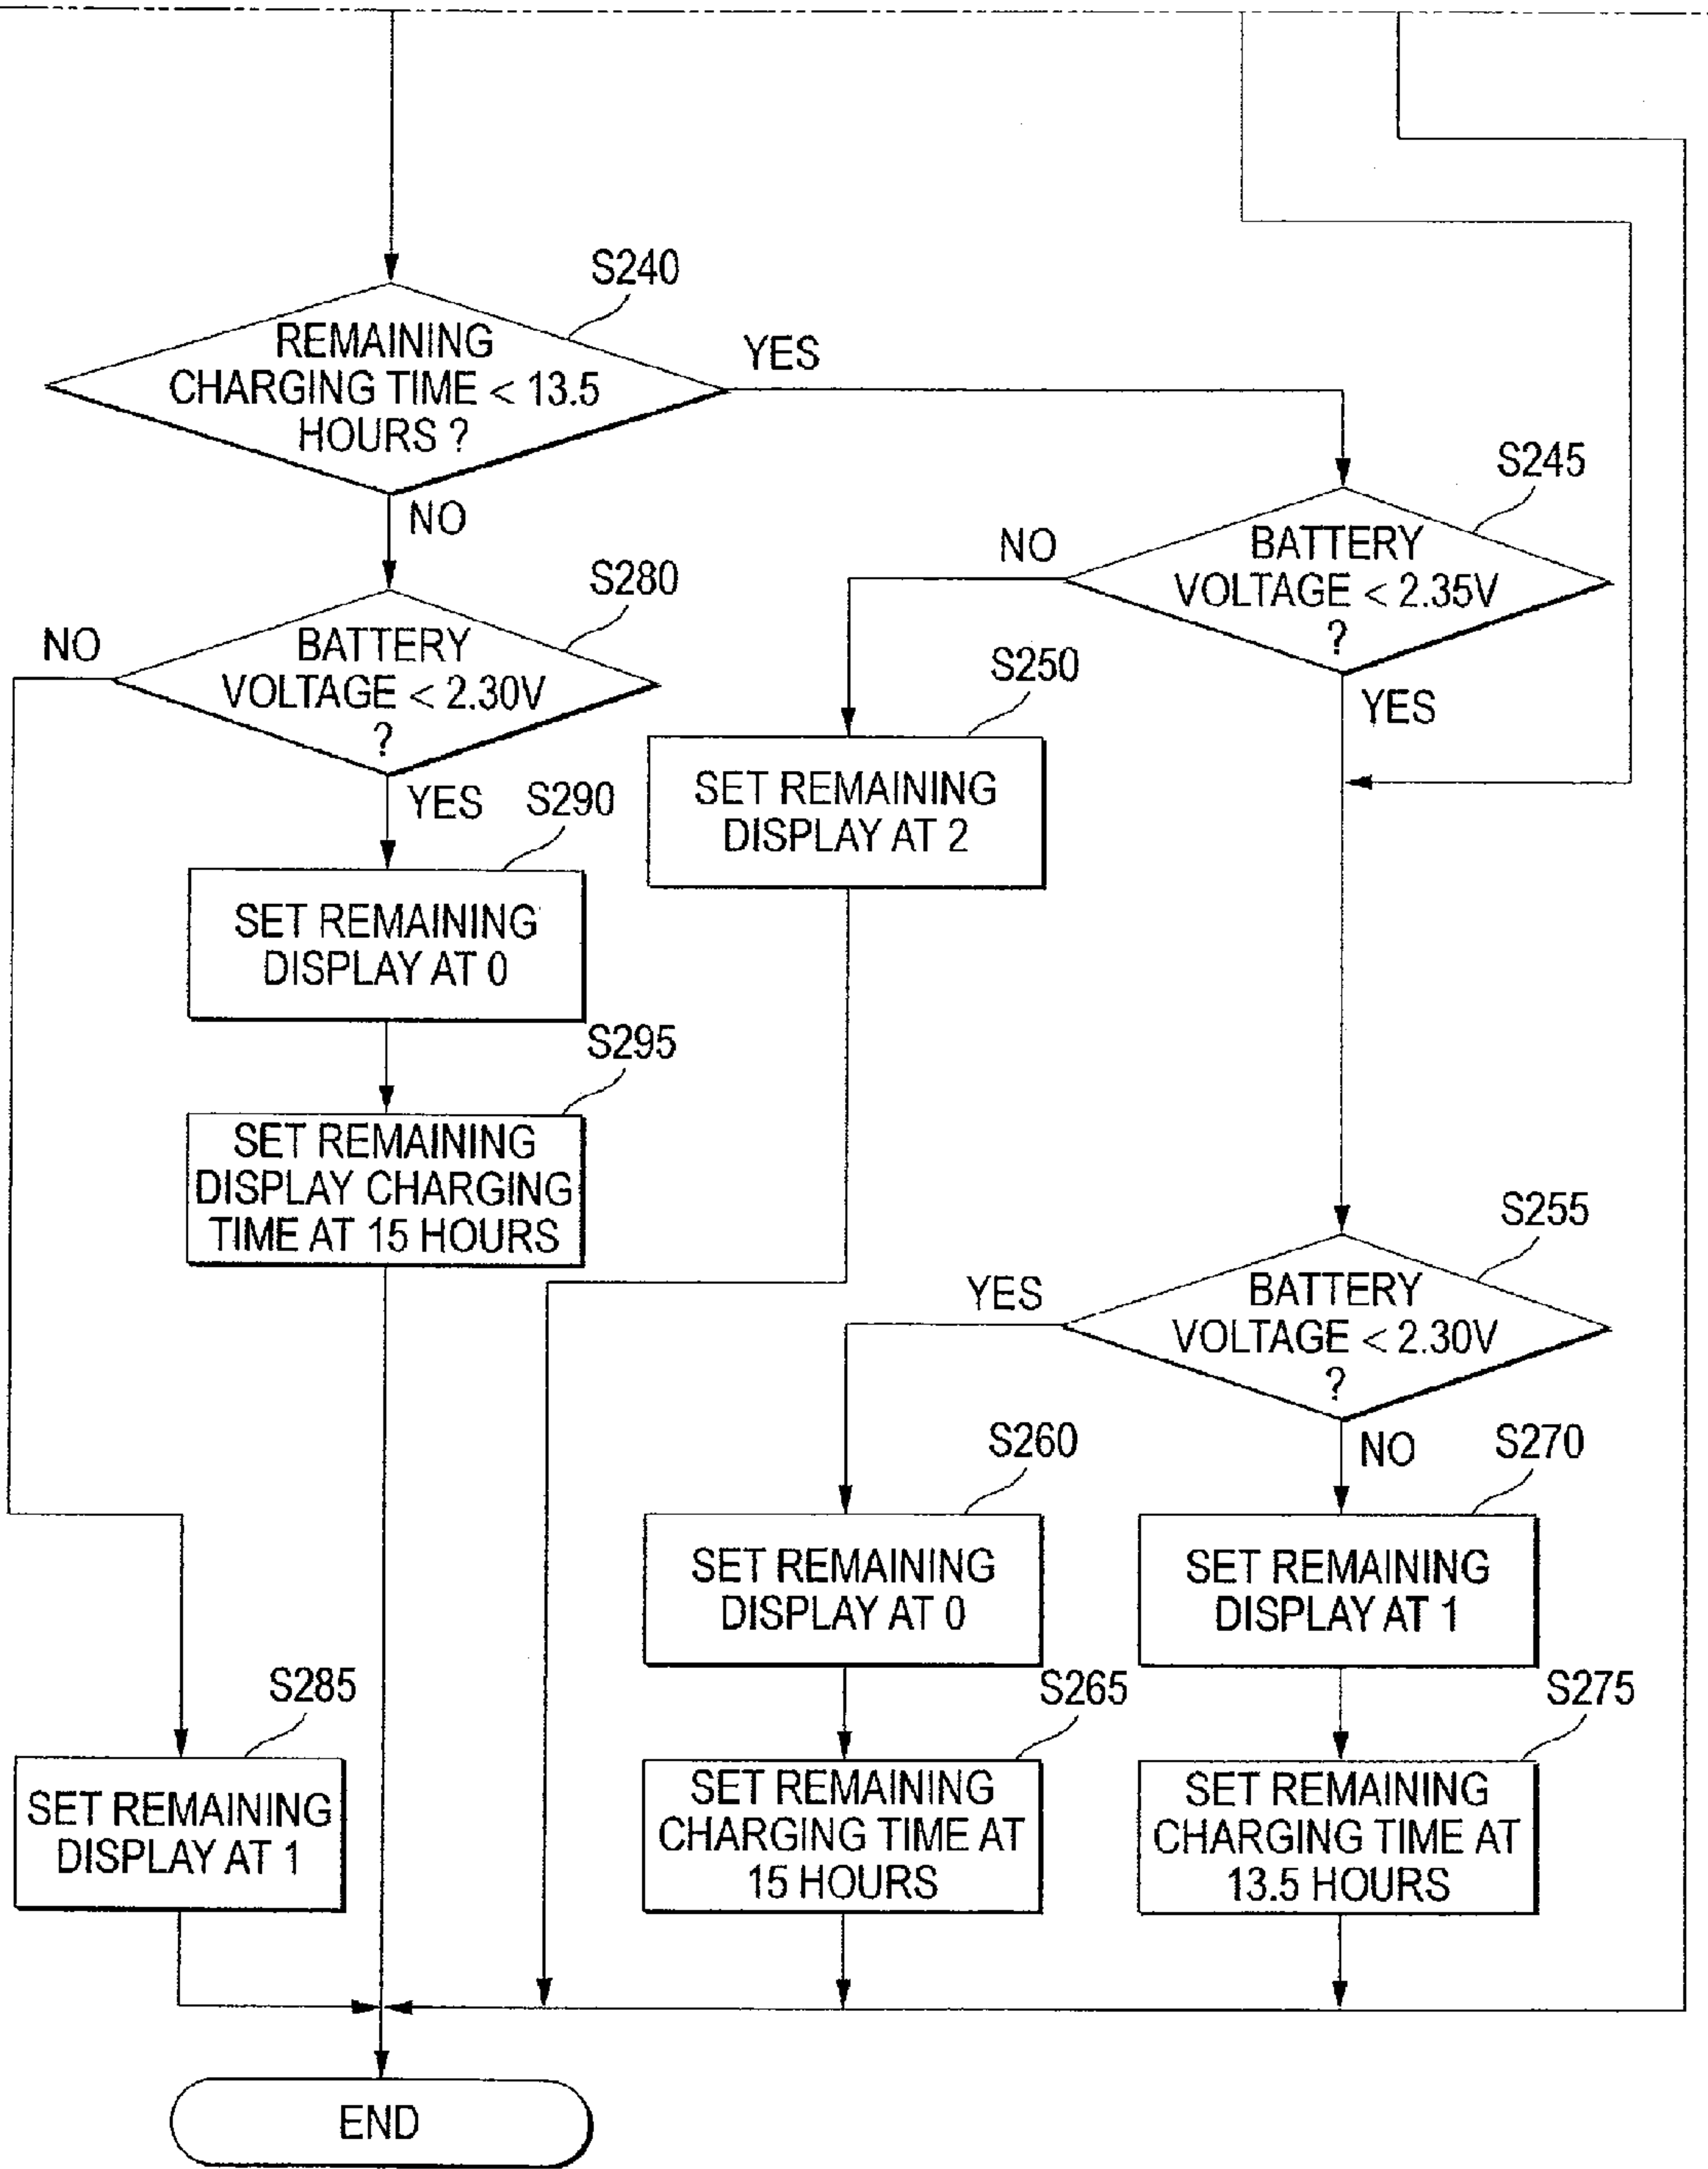 S240
REMAINING
CHARGING TIME < 13.5
HOURS ?
YES
NO
S245
BATTERY
VOLTAGE < 2.35V
?
NO
YES
S280
BATTERY
VOLTAGE < 2.30V
?
NO
YES
S250
SET REMAINING
DISPLAY AT 2
S290
SET REMAINING
DISPLAY AT 0
S295
SET REMAINING
DISPLAY CHARGING
TIME AT 15 HOURS
S255
BATTERY
VOLTAGE < 2.30V
?
YES
NO
S260
SET REMAINING
DISPLAY AT 0
S270
SET REMAINING
DISPLAY AT 1
S285
SET REMAINING
DISPLAY AT 1
S265
SET REMAINING
CHARGING TIME AT
15 HOURS
S275
SET REMAINING
CHARGING TIME AT
13.5 HOURS
END